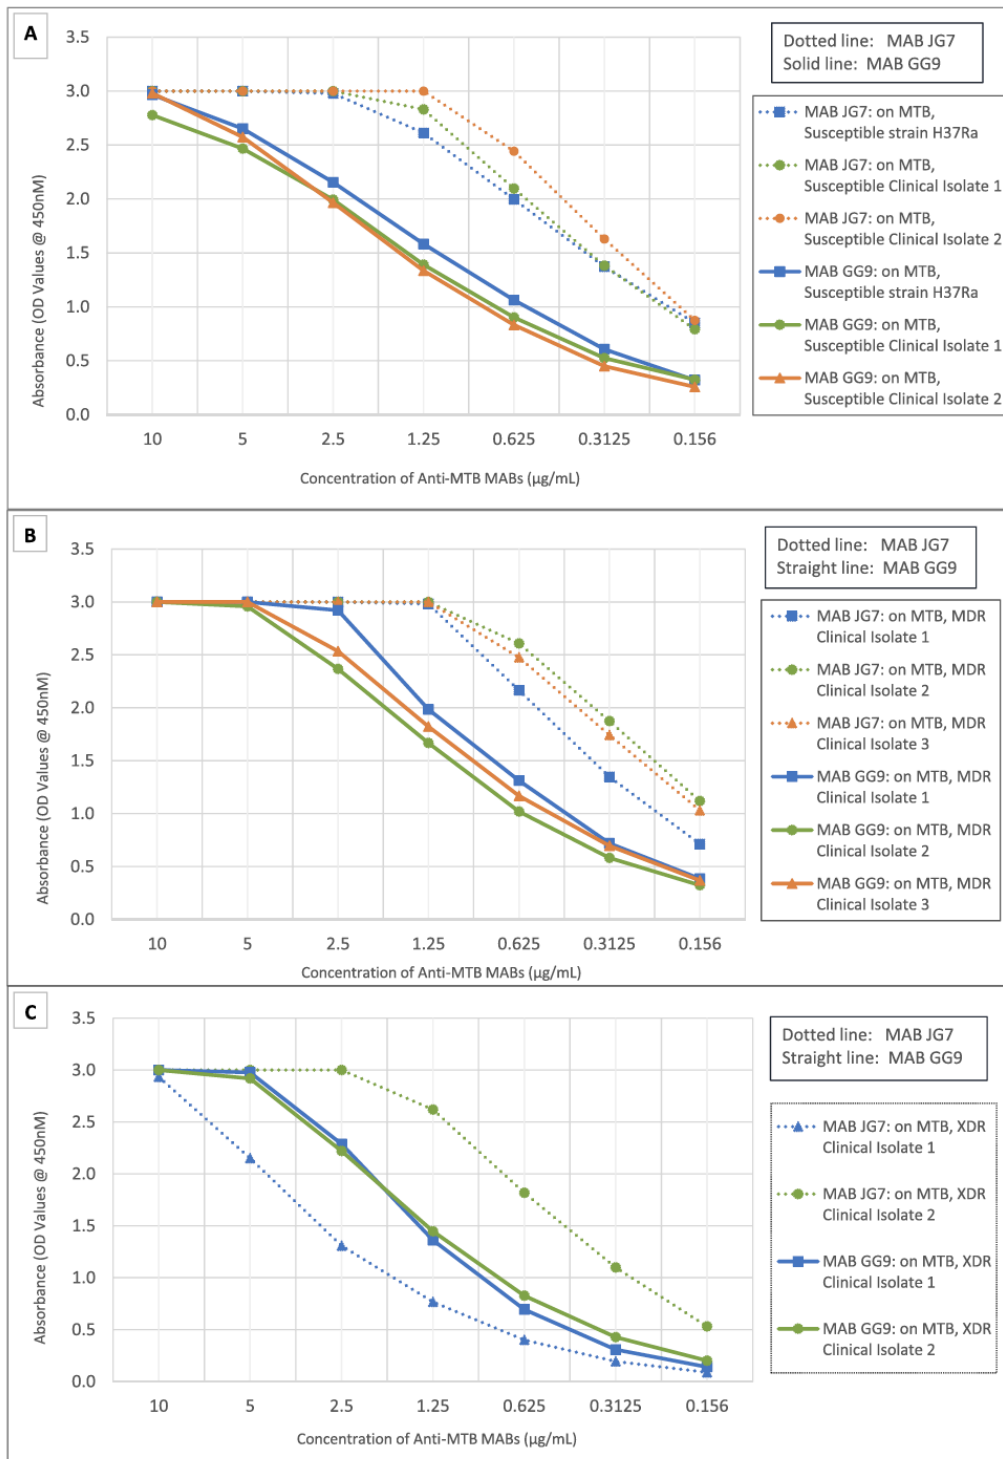 A
Dotted line: MAB JG7
Solid line: MAB GG9
3.5
3.0
2.5
2.0
1.5
1.0
0.5
0.0
Absorbance (OD Values @ 450nM)
10 5 2.5 1.25 0.625 0.3125 0.156
Concentration of Anti-MTB MABs (µg/mL)
MAB JG7: on MTB,
Susceptible strain H37Ra
MAB JG7: on MTB,
Susceptible Clinical Isolate 1
MAB JG7: on MTB,
Susceptible Clinical Isolate 2
MAB GG9: on MTB,
Susceptible strain H37Ra
MAB GG9: on MTB,
Susceptible Clinical Isolate 1
MAB GG9: on MTB,
Susceptible Clinical Isolate 2
B
Dotted line: MAB JG7
Straight line: MAB GG9
3.5
3.0
2.5
2.0
1.5
1.0
0.5
0.0
Absorbance (OD Values @ 450nM)
10 5 2.5 1.25 0.625 0.3125 0.156
Concentration of Anti-MTB MABs (µg/mL)
MAB JG7: on MTB, MDR
Clinical Isolate 1
MAB JG7: on MTB, MDR
Clinical Isolate 2
MAB JG7: on MTB, MDR
Clinical Isolate 3
MAB GG9: on MTB, MDR
Clinical Isolate 1
MAB GG9: on MTB, MDR
Clinical Isolate 2
MAB GG9: on MTB, MDR
Clinical Isolate 3
C
Dotted line: MAB JG7
Straight line: MAB GG9
3.5
3.0
2.5
2.0
1.5
1.0
0.5
0.0
Absorbance (OD Values @ 450nM)
10 5 2.5 1.25 0.625 0.3125 0.156
Concentration of Anti-MTB MABs (µg/mL)
MAB JG7: on MTB, XDR
Clinical Isolate 1
MAB JG7: on MTB, XDR
Clinical Isolate 2
MAB GG9: on MTB, XDR
Clinical Isolate 1
MAB GG9: on MTB, XDR
Clinical Isolate 2